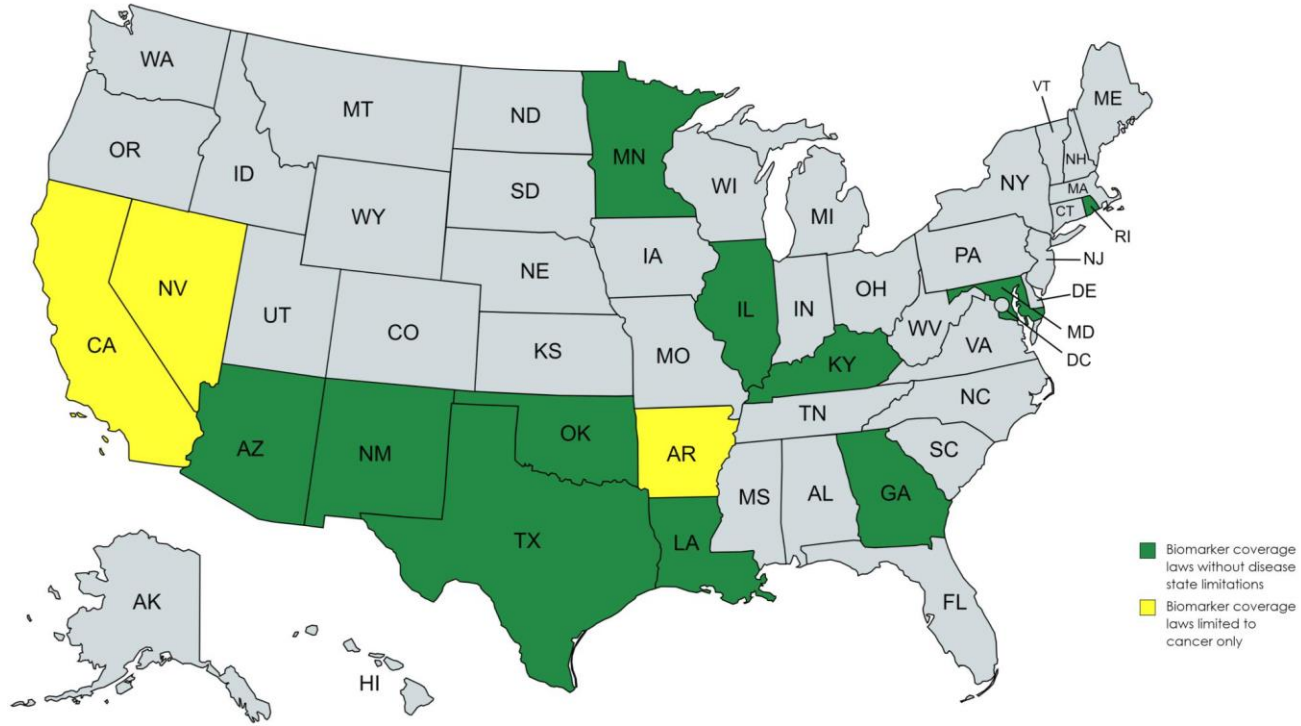 WA
MT
ND
MN
OR
ID
SD
WI
MI
VT
ME
NH
NY
MA
CT
RI
WY
IA
NE
PA
NJ
NV
UT
CO
IL
IN
OH
DE
CA
KS
MO
WV
VA
MD
DC
KY
NC
TN
AZ
NM
OK
AR
SC
MS
AL
GA
TX
LA
FL
AK
HI
Biomarker coverage
laws without disease
state limitations
Biomarker coverage
laws limited to
cancer only